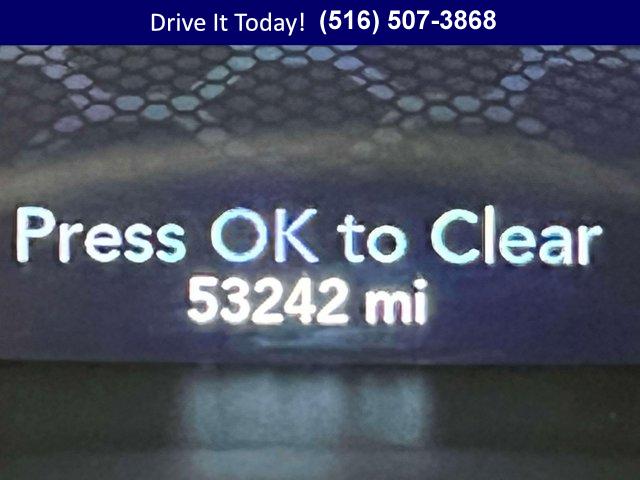 Drive It Today! (516) 507-3868
Press OK to Clear
53242 mi